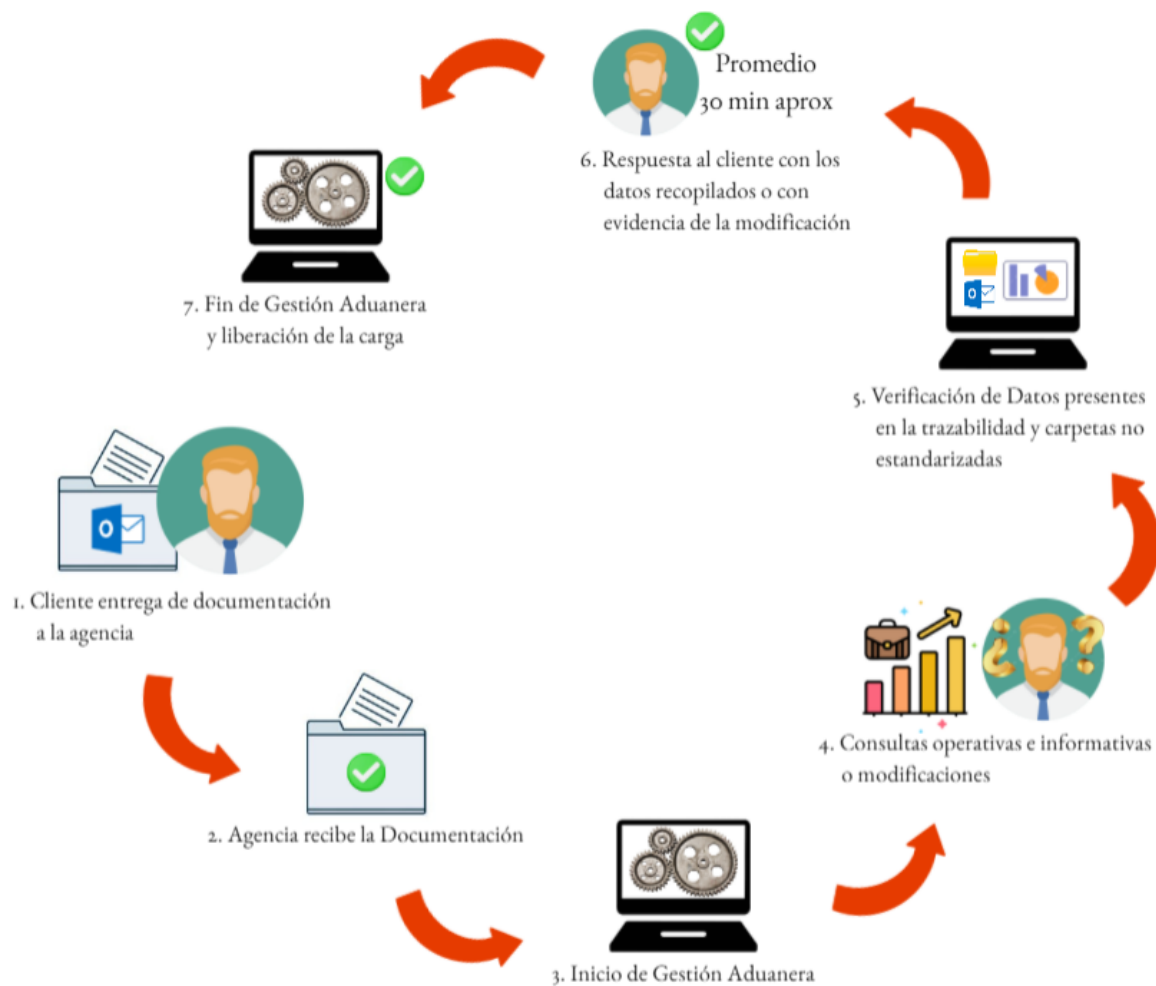 1. Cliente entrega de documentación
a la agencia
2. Agencia recibe la Documentación
3. Inicio de Gestión Aduanera
4. Consultas operativas e informativas
o modificaciones
5. Verificación de Datos presentes
en la trazabilidad y carpetas no
estandarizadas
Promedio
30 min aprox
6. Respuesta al cliente con los
datos recopilados o con
evidencia de la modificación
7. Fin de Gestión Aduanera
y liberación de la carga